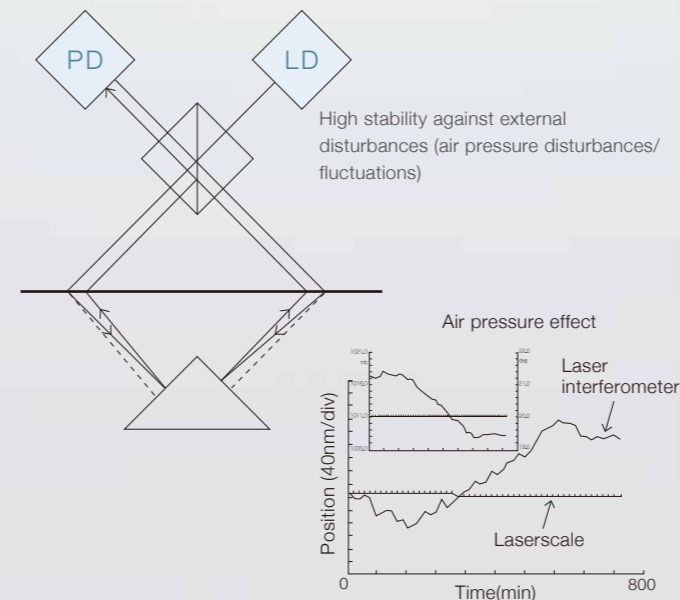 PD
LD
High stability against external
disturbances (air pressure disturbances/
fluctuations)
Air pressure effect
Laser
interferometer
Position (40nm/div)
Laserscale
0
800
Time(min)